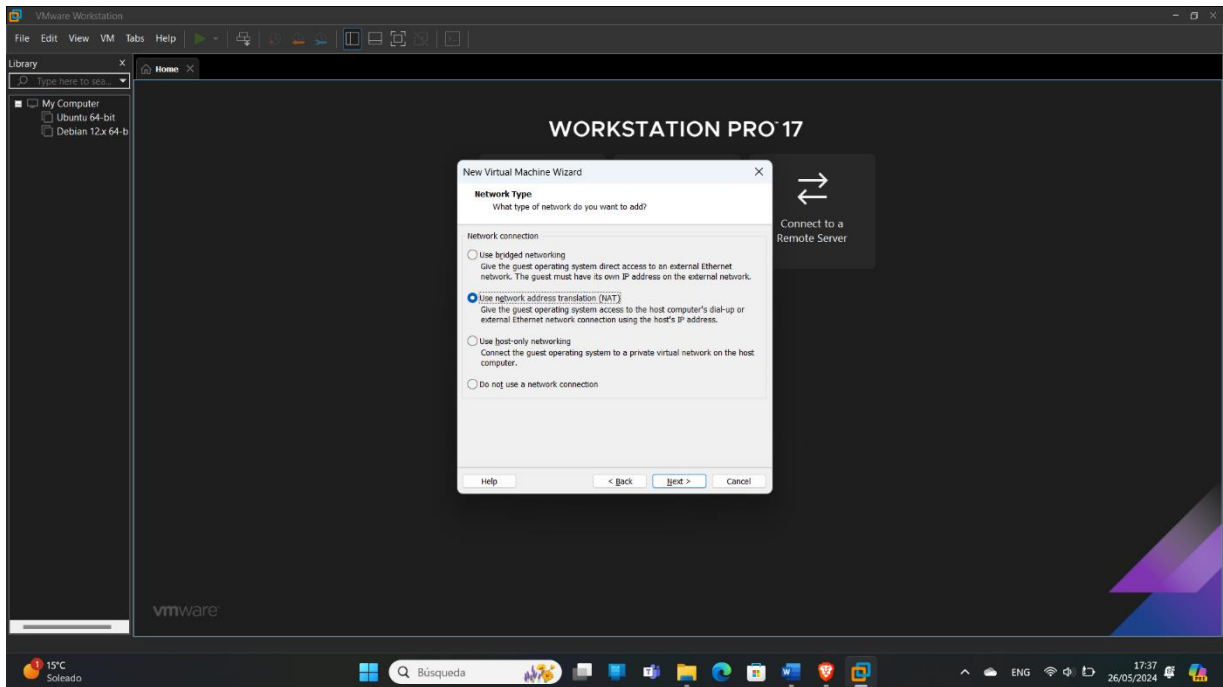 VMware Workstation
File Edit View VM Tabs Help
Library X
Home X
Type here to sea...
My Computer
Ubuntu 64-bit
Debian 12.x 64-b
WORKSTATION PRO™ 17
New Virtual Machine Wizard
Network Type
What type of network do you want to add?
Network connection
Use bridged networking
Give the guest operating system direct access to an external Ethernet
network. The guest must have its own IP address on the external network.
Use network address translation (NAT)
Give the guest operating system access to the host computer's dial-up or
external Ethernet network connection using the host's IP address.
Use host-only networking
Connect the guest operating system to a private virtual network on the host
computer.
Do not use a network connection
Help < Back Next > Cancel
Connect to a
Remote Server
vmware
1
15°C
Soleado
Búsqueda
ENG
17:37
26/05/2024